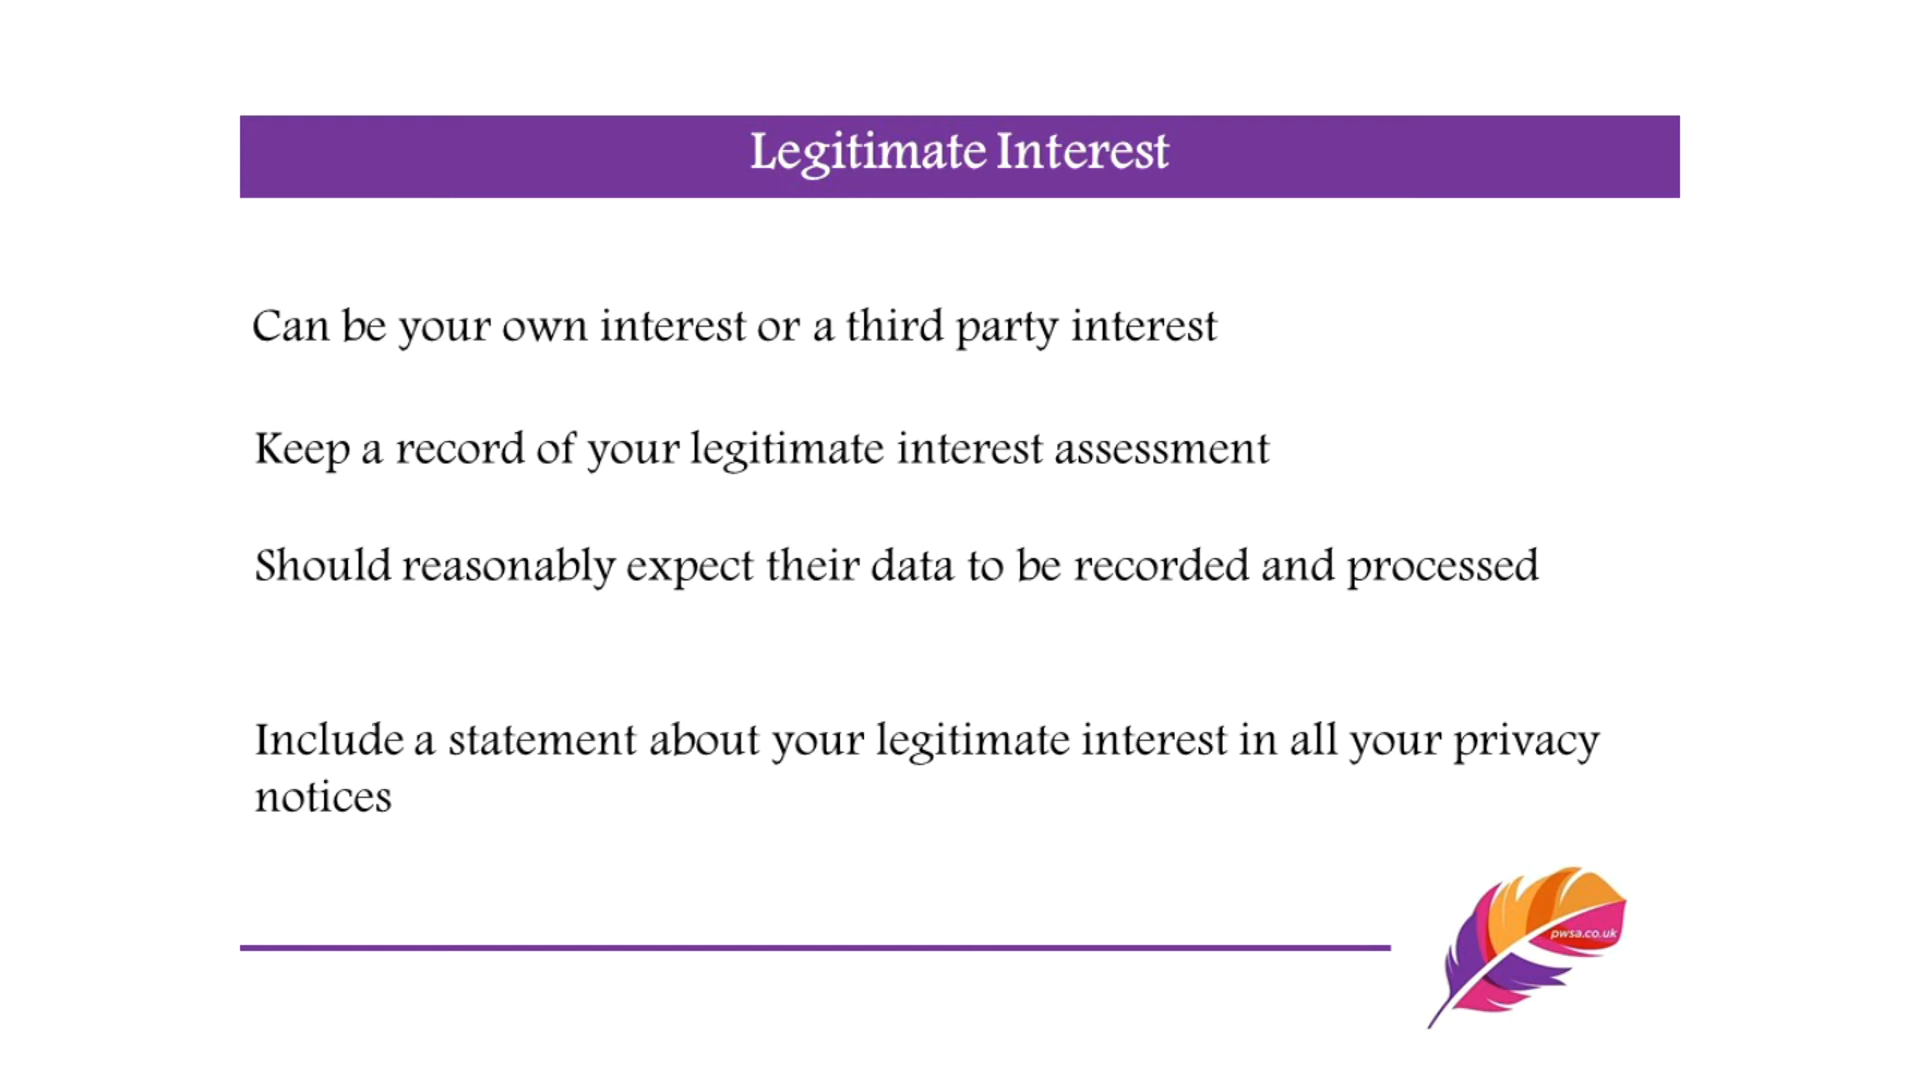 Legitimate Interest
Can be your own interest or a third party interest
Keep a record of your legitimate interest assessment
Should reasonably expect their data to be recorded and processed
Include a statement about your legitimate interest in all your privacy
notices
pwsa.co.uk